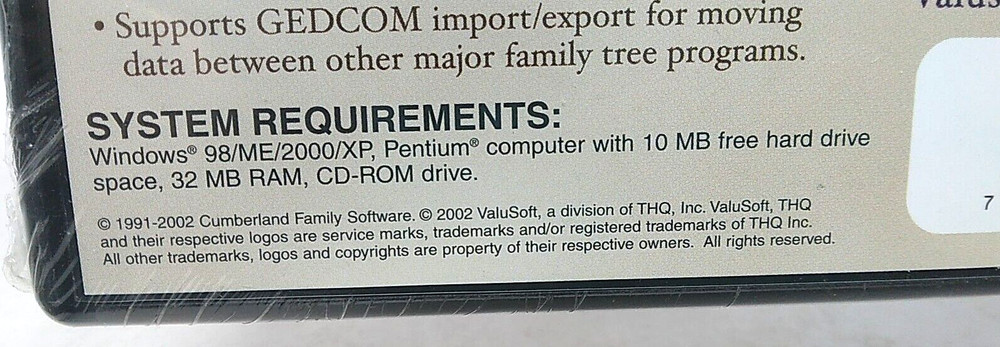 • Supports GEDCOM import/export for moving
data between other major family tree programs.
SYSTEM REQUIREMENTS:
Windows® 98/ME/2000/XP, Pentium® computer with 10 MB free hard drive
space, 32 MB RAM, CD-ROM drive.
© 1991-2002 Cumberland Family Software. © 2002 ValuSoft, a division of THQ, Inc. ValuSoft, THQ
and their respective logos are service marks, trademarks and/or registered trademarks of THQ Inc.
All other trademarks, logos and copyrights are property of their respective owners. All rights reserved.
7